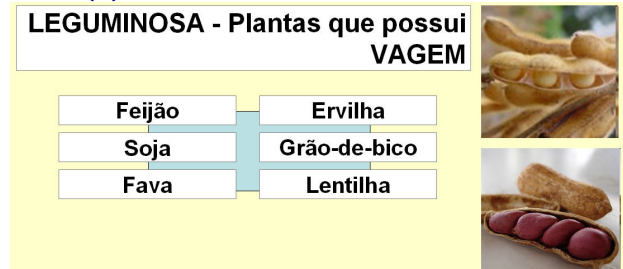 LEGUMINOSA - Plantas que possui
VAGEM
Feijão
Ervilha
Soja
Grão-de-bico
Fava
Lentilha